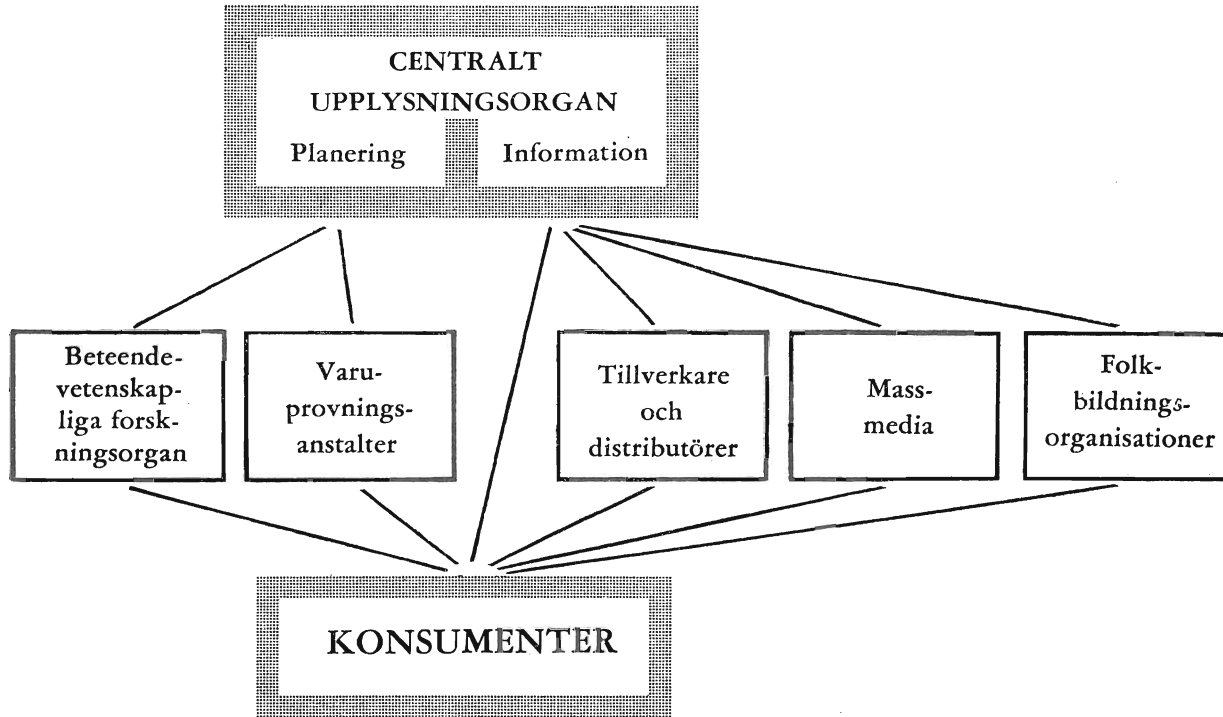 CENTRALT
UPPLYSNINGSORGAN
Planering
Information
Beteende-
vetenskap-
liga forsk-
ningsorgan
Varu-
provnings-
anstalter
Tillverkare
och
distributörer
Mass-
media
Folk-
bildnings-
organisationer
KONSUMENTER